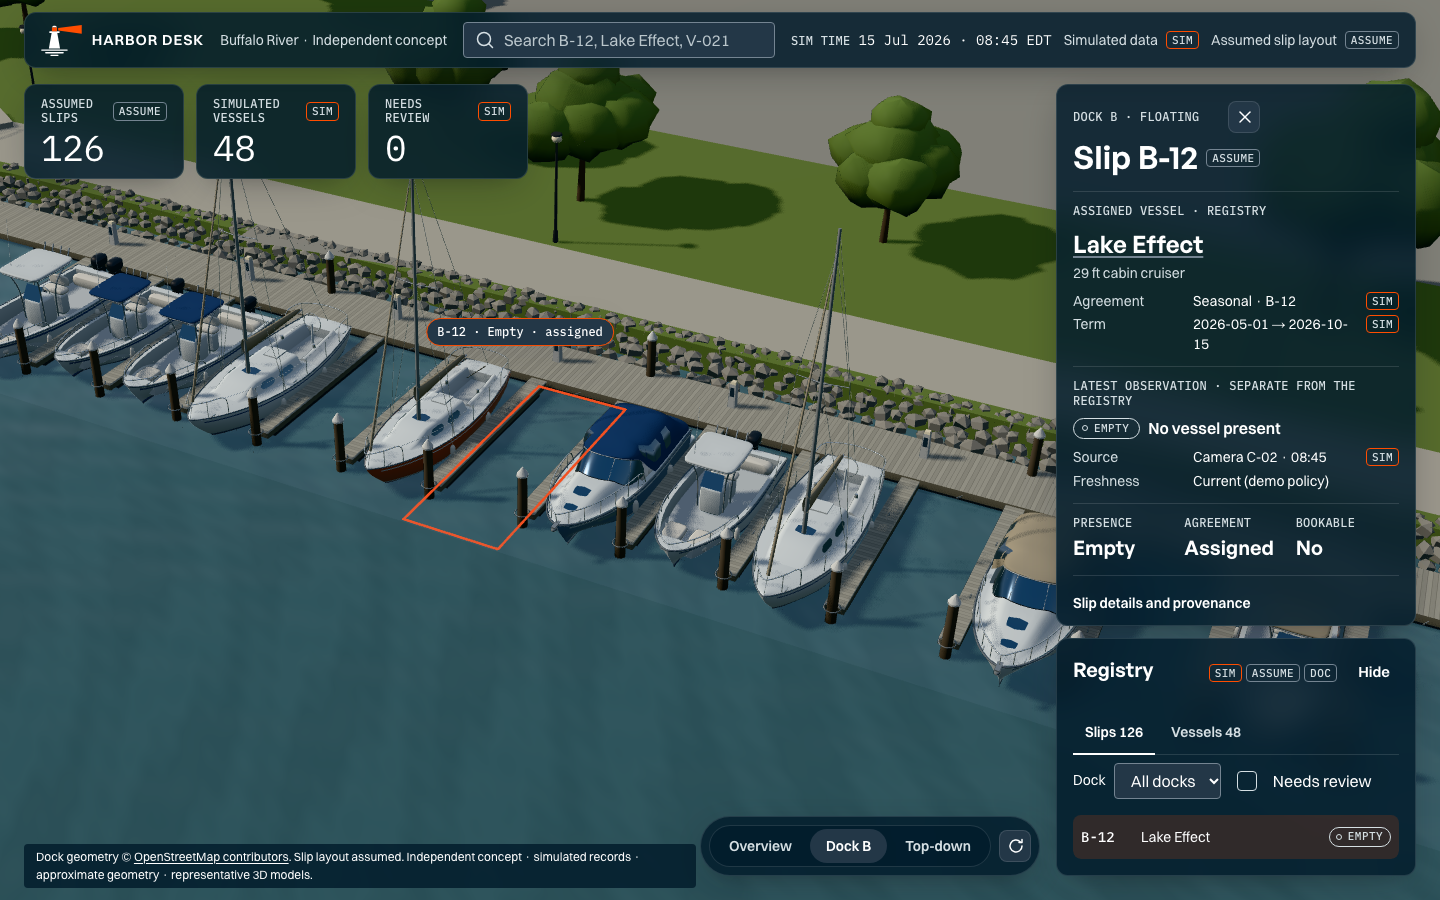 HARBOR DESK
Buffalo River · Independent concept
Search B-12, Lake Effect, V-021
SIM TIME 15 Jul 2026 · 08:45 EDT
Simulated data SIM
Assumed slip layout ASSUME
ASSUMED SLIPS ASSUME
126
SIMULATED VESSELS SIM
48
NEEDS REVIEW SIM
0
B-12 · Empty · assigned
DOCK B · FLOATING
Slip B-12 ASSUME
ASSIGNED VESSEL · REGISTRY
Lake Effect
29 ft cabin cruiser
Agreement Seasonal · B-12 SIM
Term 2026-05-01 → 2026-10- SIM
15
LATEST OBSERVATION · SEPARATE FROM THE
REGISTRY
EMPTY No vessel present
Source Camera C-02 · 08:45 SIM
Freshness Current (demo policy)
PRESENCE AGREEMENT BOOKABLE
Empty Assigned No
Slip details and provenance
Registry SIM ASSUME DOC Hide
Slips 126 Vessels 48
Dock All docks Needs review
B-12 Lake Effect EMPTY
Overview Dock B Top-down
Dock geometry © OpenStreetMap contributors. Slip layout assumed. Independent concept · simulated records ·
approximate geometry · representative 3D models.